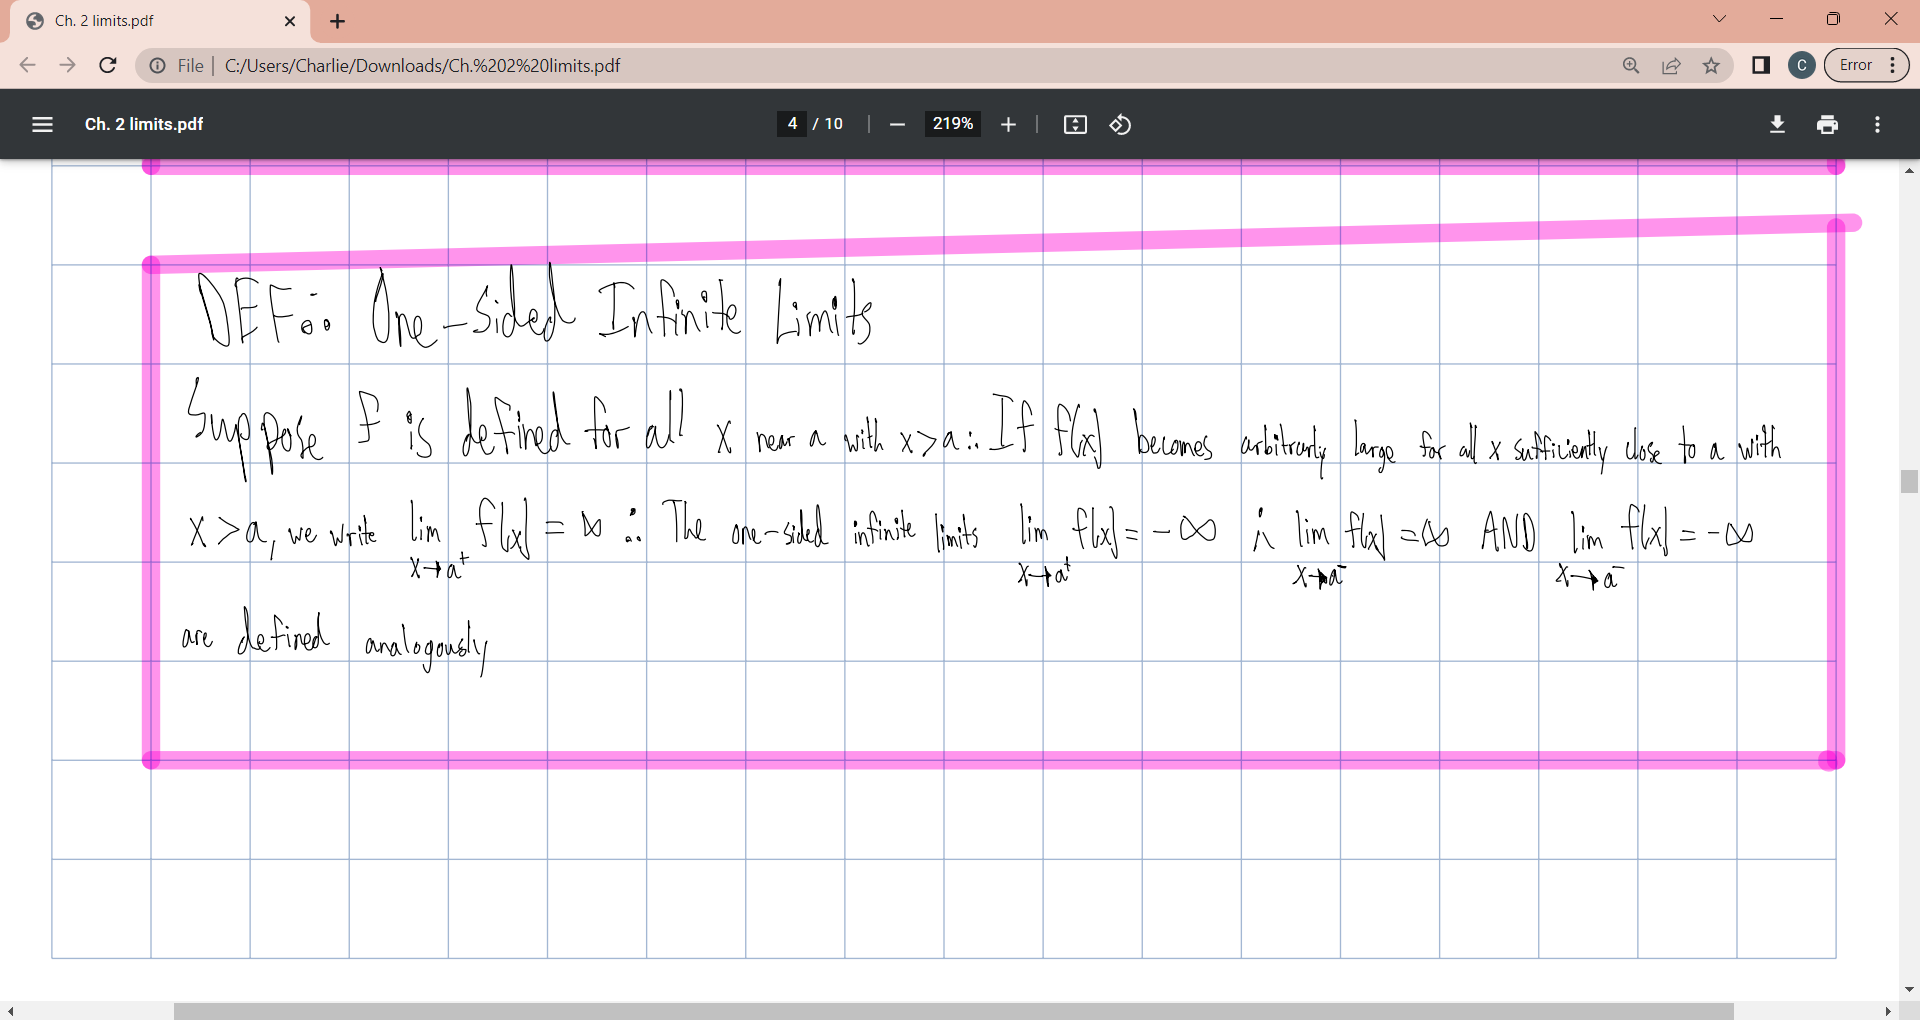 Ch. 2 limits.pdf
File | C:/Users/Charlie/Downloads/Ch.%202%20limits.pdf
C
Error
Ch. 2 limits.pdf
4 / 10
219%
DEF∴ One-Sided Infinite Limits
Suppose f is defined for all x near a with x>a∴ If f(x) becomes arbitrarly large for all x sufficiently close to a with
x>a, we write lim x→a⁺ f(x) = ∞ ∴ The one-sided infinite limits lim x→a⁺ f(x) = -∞ lim x→a⁻ f(x) = ∞ AND lim x→a⁻ f(x) = -∞
are defined analogously